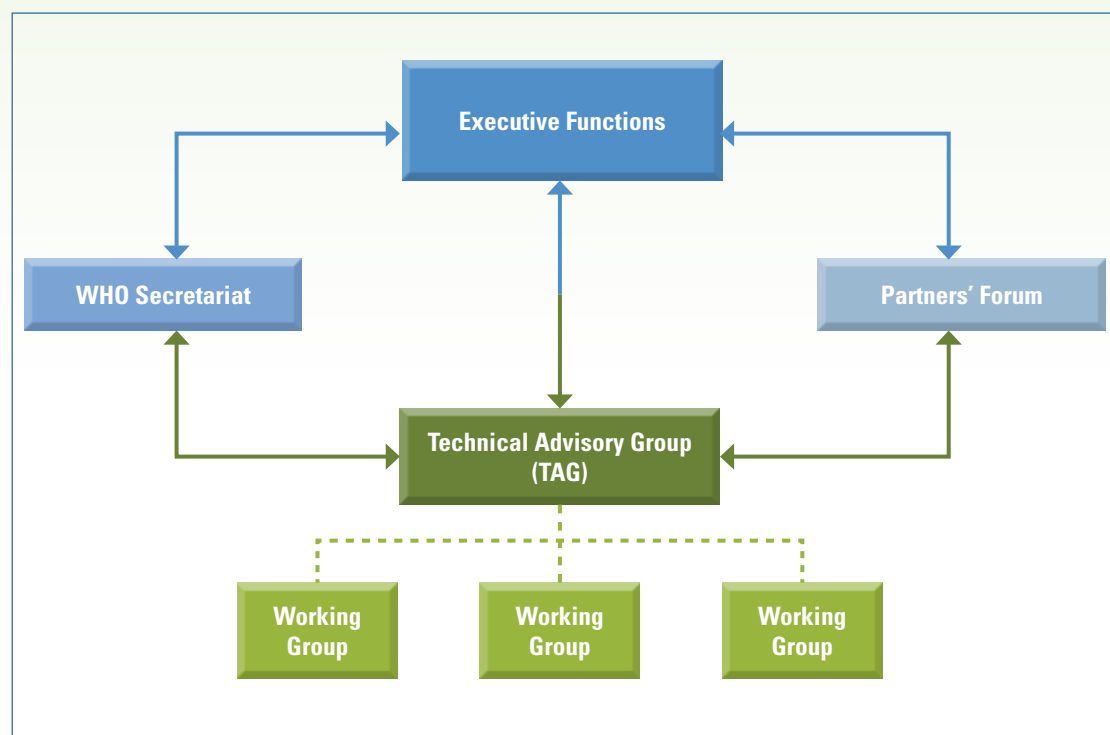 Executive Functions
WHO Secretariat
Partners’ Forum
Technical Advisory Group
(TAG)
Working
Group
Working
Group
Working
Group